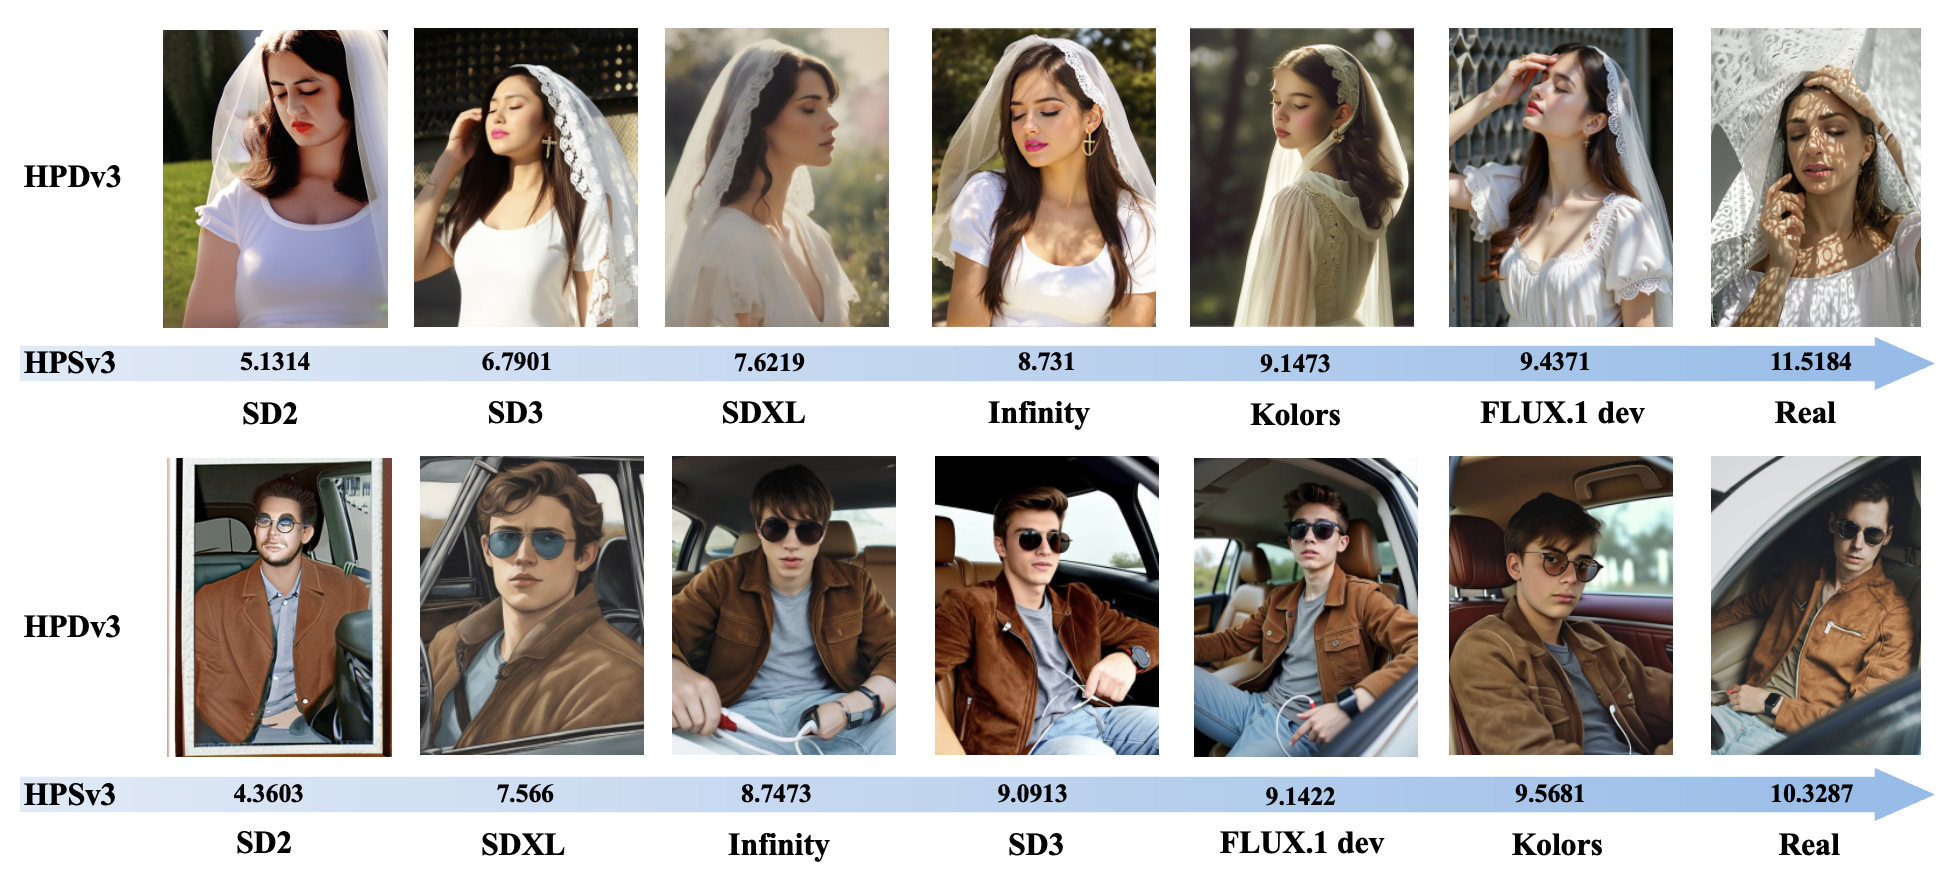 HPDv3
HPSv3 5.1314 6.7901 7.6219 8.731 9.1473 9.4371 11.5184
SD2 SD3 SDXL Infinity Kolors FLUX.1 dev Real
HPDv3
HPSv3 4.3603 7.566 8.7473 9.0913 9.1422 9.5681 10.3287
SD2 SDXL Infinity SD3 FLUX.1 dev Kolors Real